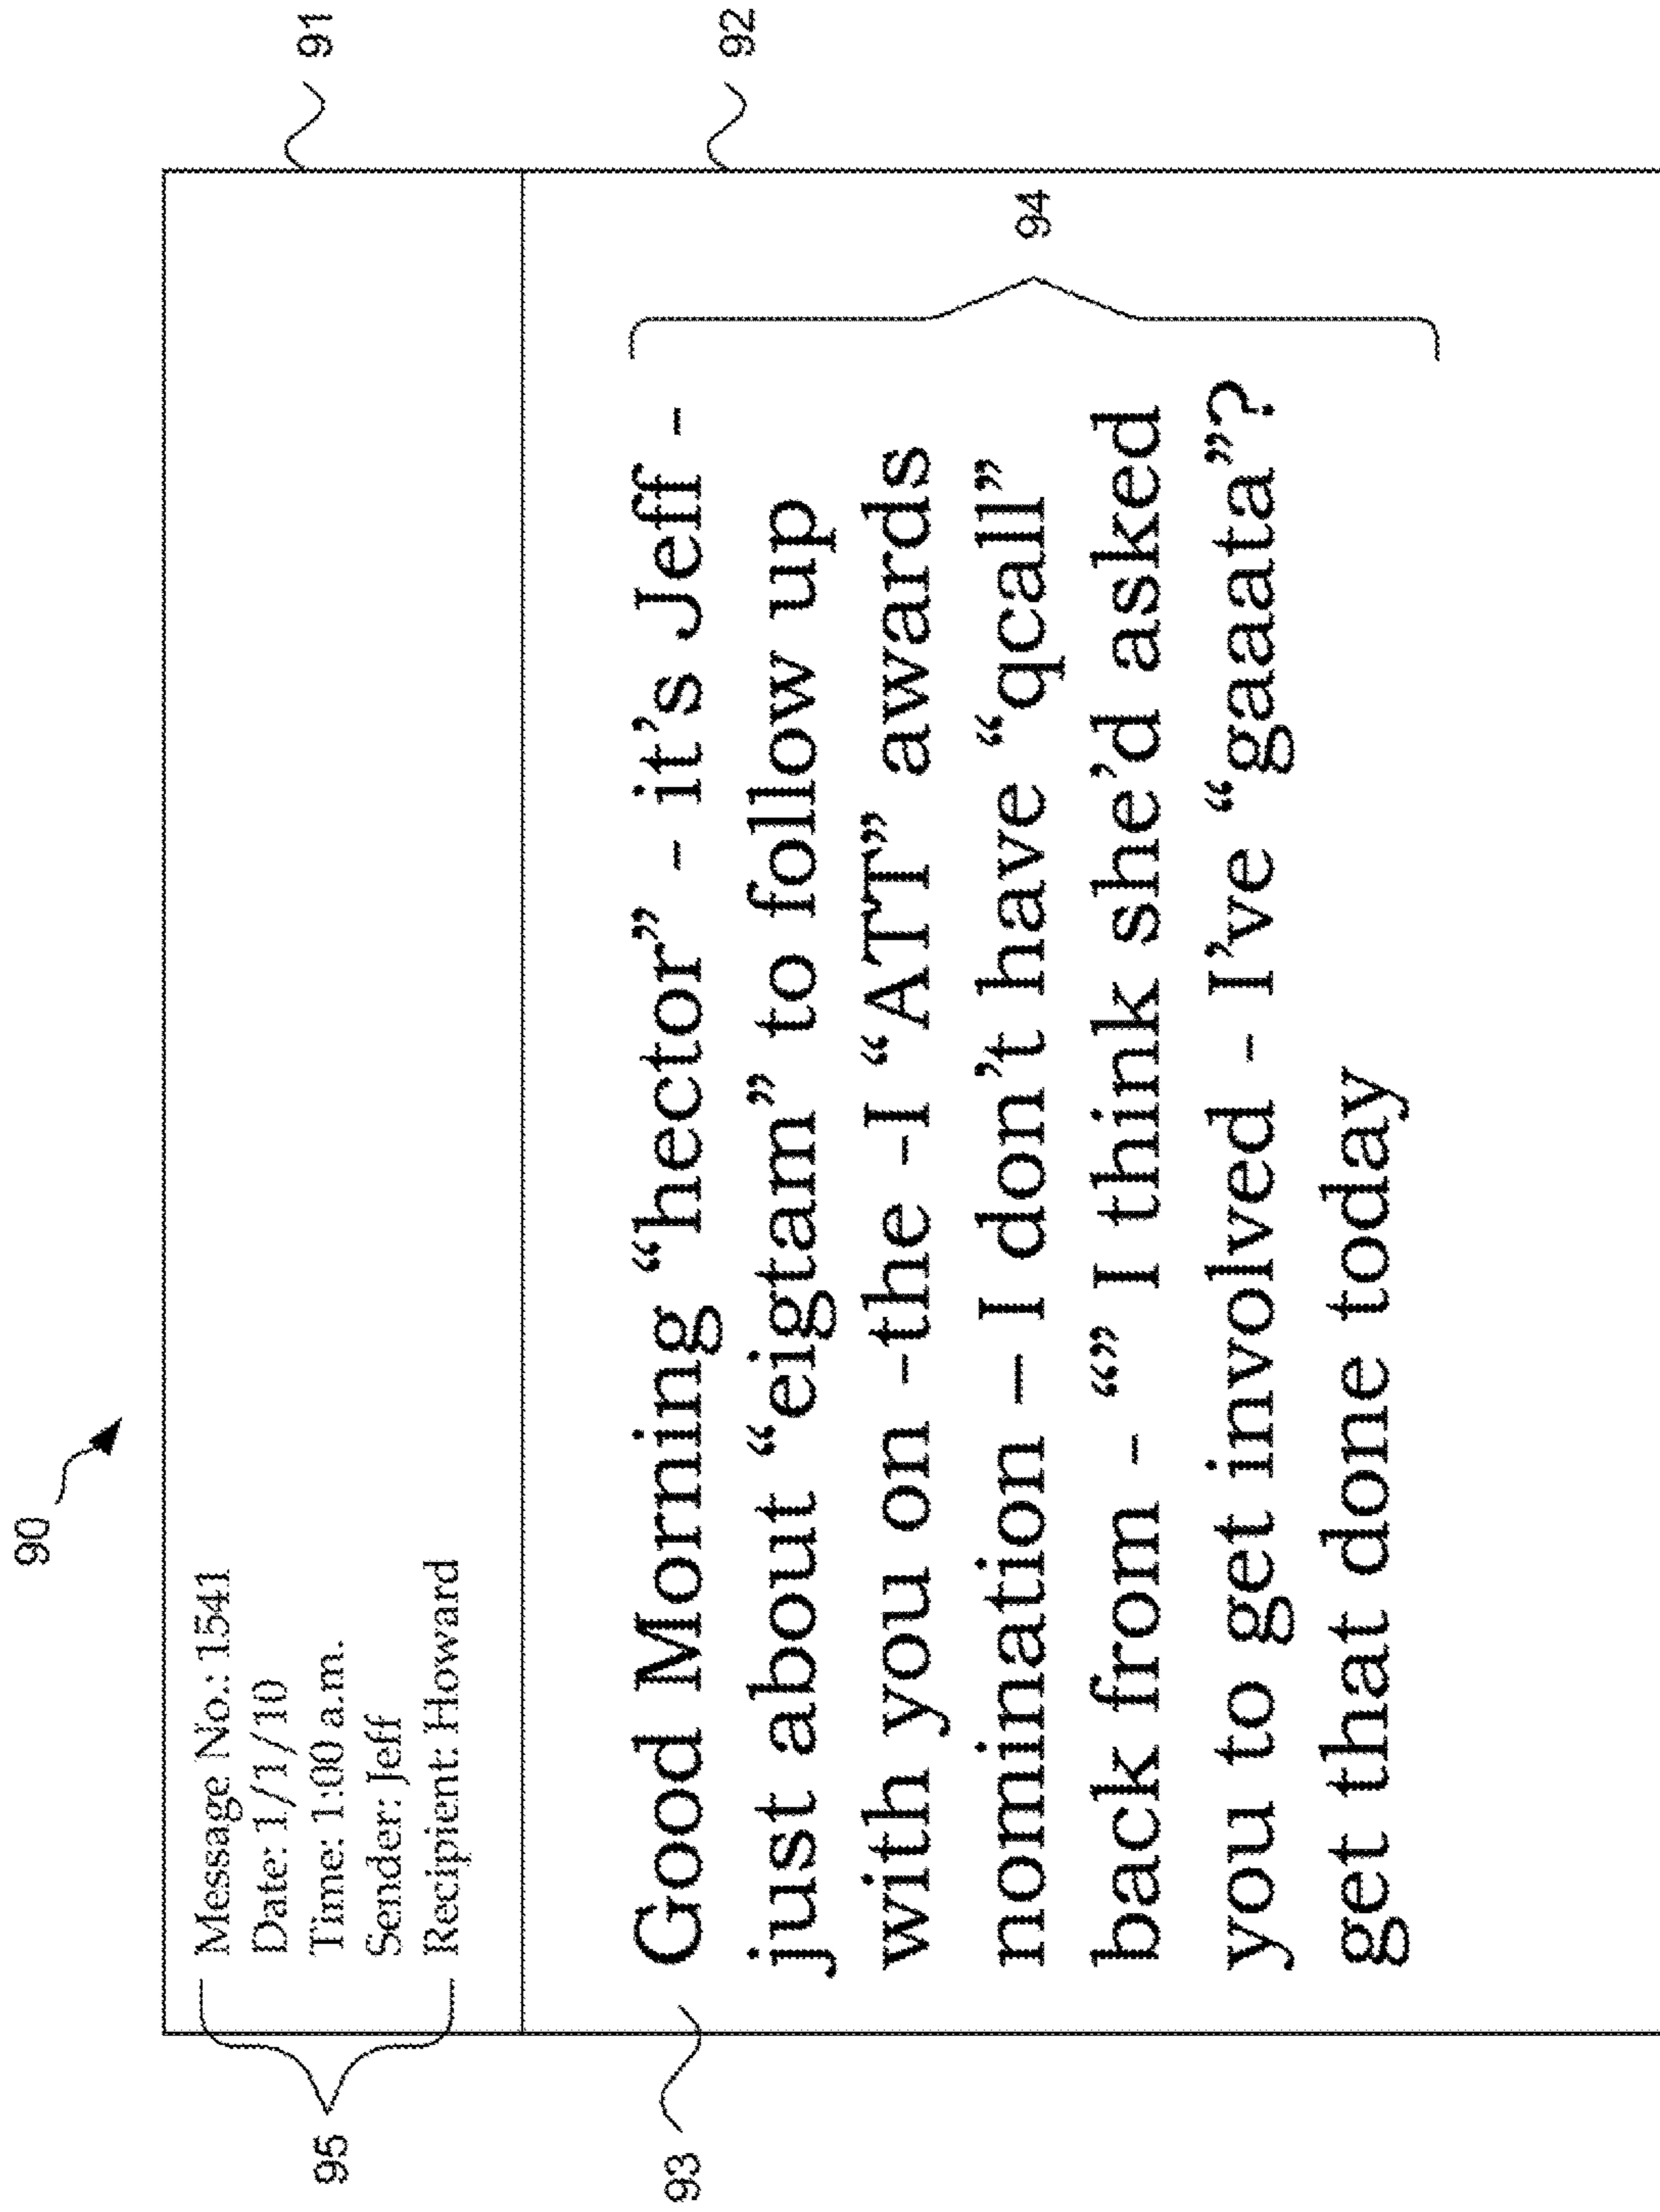 90
91
Message No.: 1541
Date: 1/1/10
Time: 1:00 a.m.
Sender: Jeff
Recipient: Howard
95
92
93
Good Morning “hector” - it’s Jeff -
just about “eigtam” to follow up
with you on -the -I “ATT” awards
nomination – I don’t have “qcall”
back from - “” I think she’d asked
you to get involved - I’ve “gaaata”?
get that done today
94